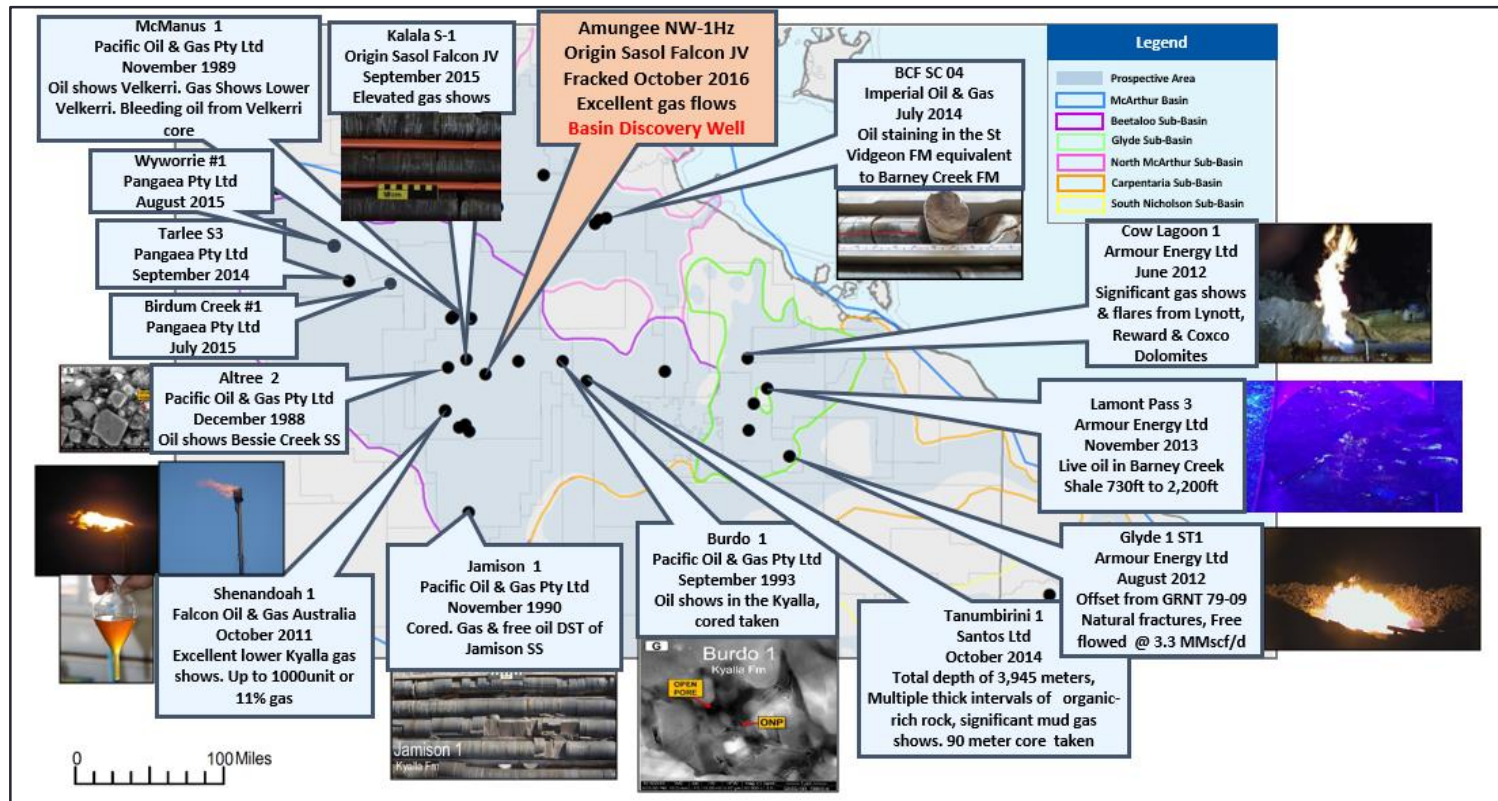 McManus 1
Pacific Oil & Gas Pty Ltd
November 1989
Oil shows Velkerri. Gas Shows Lower
Velkerri. Bleeding oil from Velkerri
core
Kalala S-1
Origin Sasol Falcon JV
September 2015
Elevated gas shows
Amungee NW-1Hz
Origin Sasol Falcon JV
Fracked October 2016
Excellent gas flows
Basin Discovery Well
BCF SC 04
Imperial Oil & Gas
July 2014
Oil staining in the St
Vidgeon FM equivalent
to Barney Creek FM
Legend
Prospective Area
McArthur Basin
Beetaloo Sub-Basin
Glyde Sub-Basin
North McArthur Sub-Basin
Carpentaria Sub-Basin
South Nicholson Sub-Basin
Wyworrie #1
Pangaea Pty Ltd
August 2015
Tarlee S3
Pangaea Pty Ltd
September 2014
Birdum Creek #1
Pangaea Pty Ltd
July 2015
Cow Lagoon 1
Armour Energy Ltd
June 2012
Significant gas shows
& flares from Lynott,
Reward & Coxco
Dolomites
Altree 2
Pacific Oil & Gas Pty Ltd
December 1988
Oil shows Bessie Creek SS
Lamont Pass 3
Armour Energy Ltd
November 2013
Live oil in Barney Creek
Shale 730ft to 2,200ft
Shenandoah 1
Falcon Oil & Gas Australia
October 2011
Excellent lower Kyalla gas
shows. Up to 1000unit or
11% gas
Jamison 1
Pacific Oil & Gas Pty Ltd
November 1990
Cored. Gas & free oil DST of
Jamison SS
Jamison 1
Kyalla Fm
Burdo 1
Pacific Oil & Gas Pty Ltd
September 1993
Oil shows in the Kyalla,
cored taken
G
Burdo 1
Kyalla Fm
OPEN
PORE
ONP
Tanumbirini 1
Santos Ltd
October 2014
Total depth of 3,945 meters,
Multiple thick intervals of organic-
rich rock, significant mud gas
shows. 90 meter core taken
Glyde 1 ST1
Armour Energy Ltd
August 2012
Offset from GRNT 79-09
Natural fractures, Free
flowed @ 3.3 MMscf/d
0
100 Miles